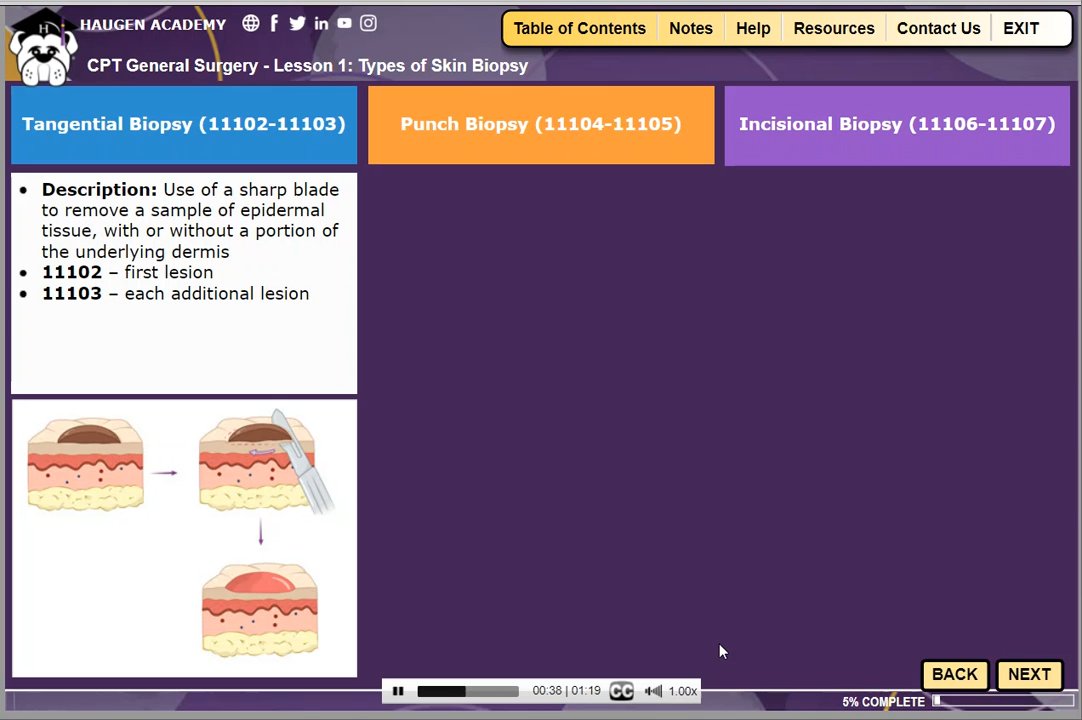 HAUGEN ACADEMY
Table of Contents
Notes
Help
Resources
Contact Us
EXIT
H
CPT General Surgery - Lesson 1: Types of Skin Biopsy
Tangential Biopsy (11102-11103)
Punch Biopsy (11104-11105)
Incisional Biopsy (11106-11107)
• Description: Use of a sharp blade
to remove a sample of epidermal
tissue, with or without a portion of
the underlying dermis
• 11102 – first lesion
• 11103 – each additional lesion
BACK
NEXT
00:38 | 01:19
CC
1.00x
5% COMPLETE